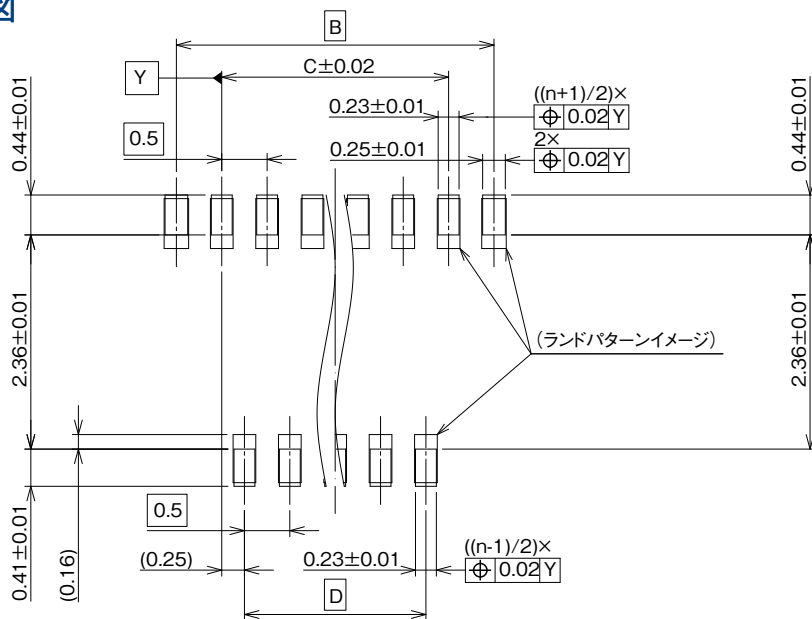 図
B
C±0.02
Y
((n+1)/2)×
0.23±0.01
⌖ 0.02 Y
0.5
2×
0.25±0.01
⌖ 0.02 Y
0.44±0.01
0.44±0.01
2.36±0.01
2.36±0.01
(ランドパターンイメージ)
0.41±0.01
(0.16)
0.5
(0.25)
0.23±0.01
((n-1)/2)×
⌖ 0.02 Y
D